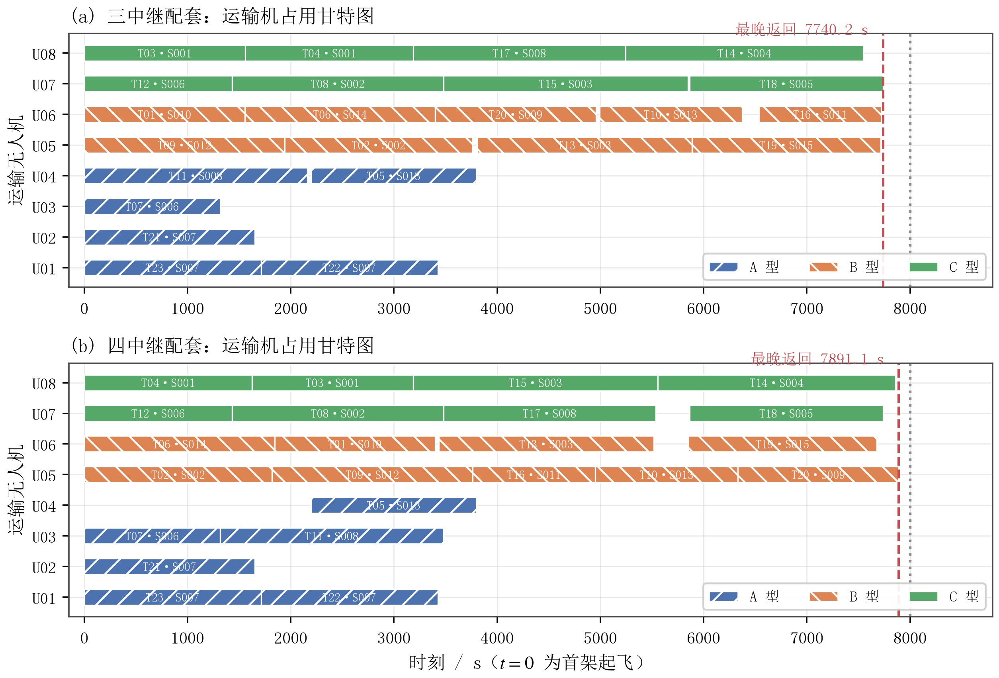 (a) 三中继配套：运输机占用甘特图
最晚返回 7740.2 s
U08 T03·S001 T04·S001 T17·S008 T14·S004
U07 T12·S006 T08·S002 T15·S003 T18·S005
U06 T01·S010 T06·S014 T20·S009 T10·S013 T16·S011
U05 T09·S012 T02·S002 T13·S003 T19·S015
U04 T11·S008 T05·S013
U03 T07·S006
U02 T21·S007
U01 T23·S007 T22·S007
运输无人机
A 型 B 型 C 型
0 1000 2000 3000 4000 5000 6000 7000 8000
(b) 四中继配套：运输机占用甘特图
最晚返回 7891.1 s
U08 T04·S001 T03·S001 T15·S003 T14·S004
U07 T12·S006 T08·S002 T17·S008 T18·S005
U06 T06·S014 T01·S010 T13·S003 T19·S015
U05 T02·S002 T09·S012 T16·S011 T10·S013 T20·S009
U04 T05·S013
U03 T07·S006 T11·S008
U02 T21·S007
U01 T23·S007 T22·S007
运输无人机
A 型 B 型 C 型
0 1000 2000 3000 4000 5000 6000 7000 8000
时刻 / s（t=0 为首架起飞）